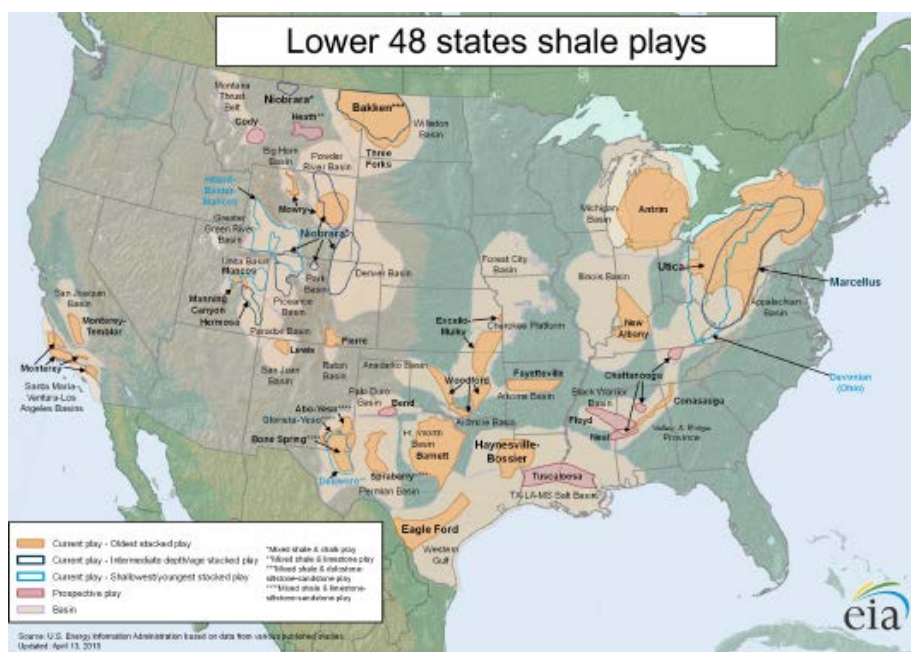 Lower 48 states shale plays
Montana
Thrust
Belt
Niobrara*
Cody
Heath**
Bakken***
Williston
Basin
Big Horn
Basin
Powder
River Basin
Three
Forks
Hilliard-
Baxter-
Mancos
Mowry
Greater
Green River
Basin
Niobrara*
Michigan
Basin
Antrim
Forest City
Basin
Uinta Basin
Mancos
Park
Basin
Denver Basin
Illinois Basin
Utica
Marcellus
San Joaquin
Basin
Manning
Canyon
Piceance
Basin
Hermosa
Appalachian
Basin
Monterey-
Temblor
Paradox Basin
Pierre
Excello-
Mulky
Cherokee Platform
New
Albany
Lewis
San Juan
Basin
Raton
Basin
Anadarko Basin
Woodford
Fayetteville
Chattanooga
Devonian
(Ohio)
Monterey
Santa Maria
Ventura-Los
Angeles Basins
Palo Duro
Basin
Bend
Arkoma Basin
Black Warrior
Basin
Conasauga
Abo-Yeso****
Glorieta-Yeso****
Ardmore Basin
Floyd
Neal
Valley & Ridge
Province
Bone Spring****
Ft. Worth
Basin
Barnett
Haynesville-
Bossier
Delaware
Spraberry****
Permian Basin
Tuscaloosa
TX-LA-MS Salt Basin
Eagle Ford
Western
Gulf
Current play - Oldest stacked play
Current play - Intermediate depth/age stacked play
Current play - Shallowest/youngest stacked play
Prospective play
Basin
*Mixed shale & chalk play
**Mixed shale & limestone play
***Mixed shale & dolostone-
siltstone-sandstone play
****Mixed shale & limestone-
siltstone-sandstone play
eia
Source: U.S. Energy Information Administration based on data from various published studies.
Updated: April 13, 2015